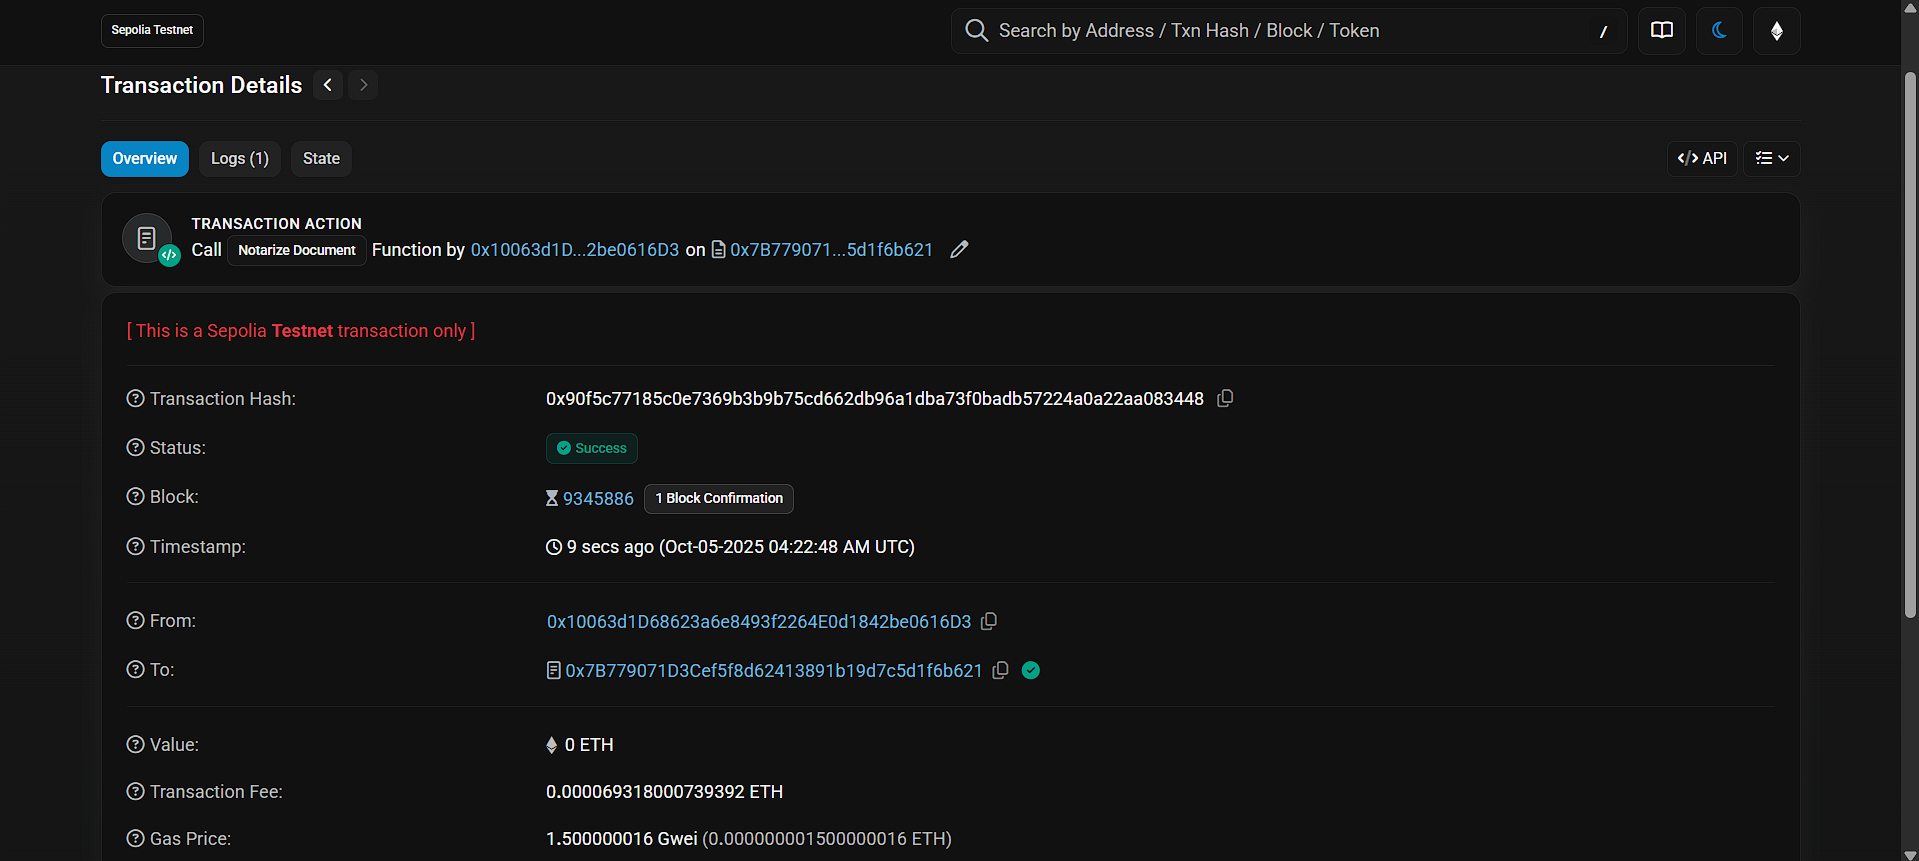 Sepolia Testnet
Search by Address / Txn Hash / Block / Token /
Transaction Details
Overview Logs (1) State </> API
TRANSACTION ACTION
Call Notarize Document Function by 0x10063d1D...2be0616D3 on 0x7B779071...5d1f6b621
[ This is a Sepolia Testnet transaction only ]
Transaction Hash: 0x90f5c77185c0e7369b3b9b75cd662db96a1dba73f0badb57224a0a22aa083448
Status: Success
Block: 9345886 1 Block Confirmation
Timestamp: 9 secs ago (Oct-05-2025 04:22:48 AM UTC)
From: 0x10063d1D68623a6e8493f2264E0d1842be0616D3
To: 0x7B779071D3Cef5f8d62413891b19d7c5d1f6b621
Value: 0 ETH
Transaction Fee: 0.000069318000739392 ETH
Gas Price: 1.500000016 Gwei (0.000000001500000016 ETH)